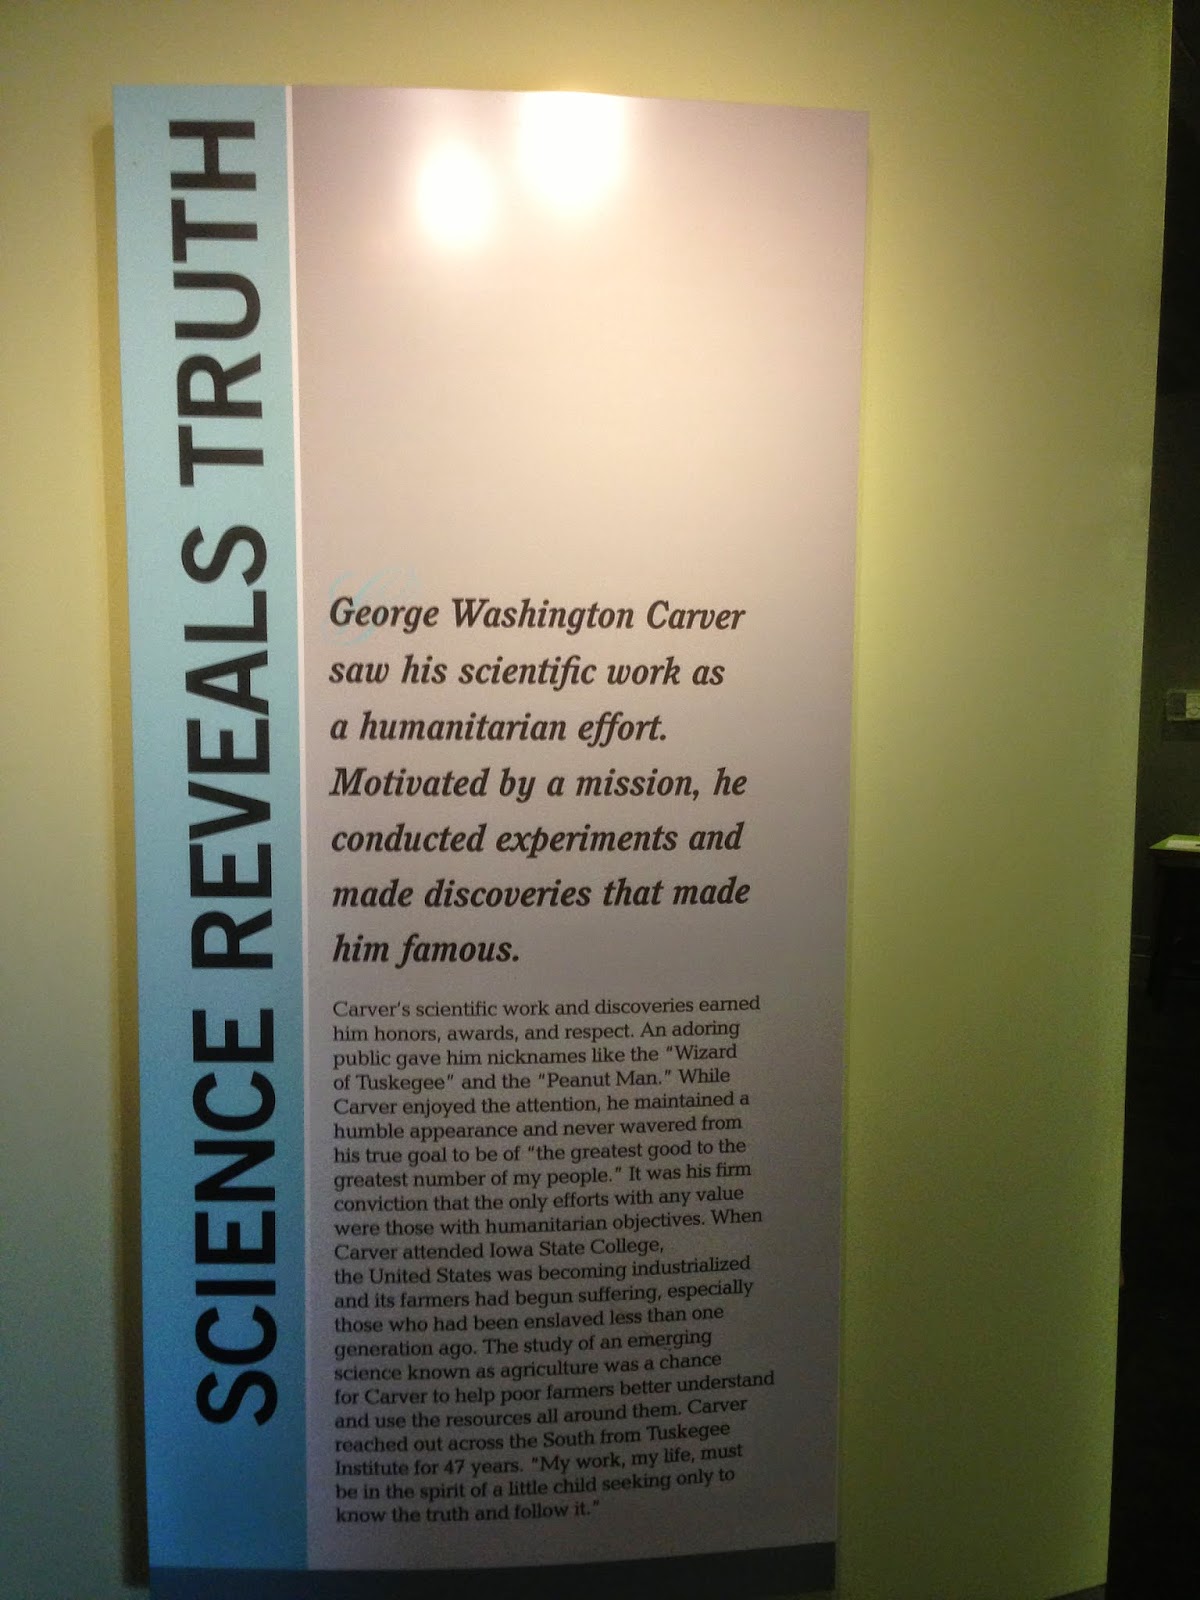 SCIENCE REVEALS TRUTH
George Washington Carver
saw his scientific work as
a humanitarian effort.
Motivated by a mission, he
conducted experiments and
made discoveries that made
him famous.
Carver's scientific work and discoveries earned
him honors, awards, and respect. An adoring
public gave him nicknames like the "Wizard
of Tuskegee" and the "Peanut Man." While
Carver enjoyed the attention, he maintained a
humble appearance and never wavered from
his true goal to be of "the greatest good to the
greatest number of my people." It was his firm
conviction that the only efforts with any value
were those with humanitarian objectives. When
Carver attended Iowa State College,
the United States was becoming industrialized
and its farmers had begun suffering, especially
those who had been enslaved less than one
generation ago. The study of an emerging
science known as agriculture was a chance
for Carver to help poor farmers better understand
and use the resources all around them. Carver
reached out across the South from Tuskegee
Institute for 47 years. "My work, my life, must
be in the spirit of a little child seeking only to
know the truth and follow it."